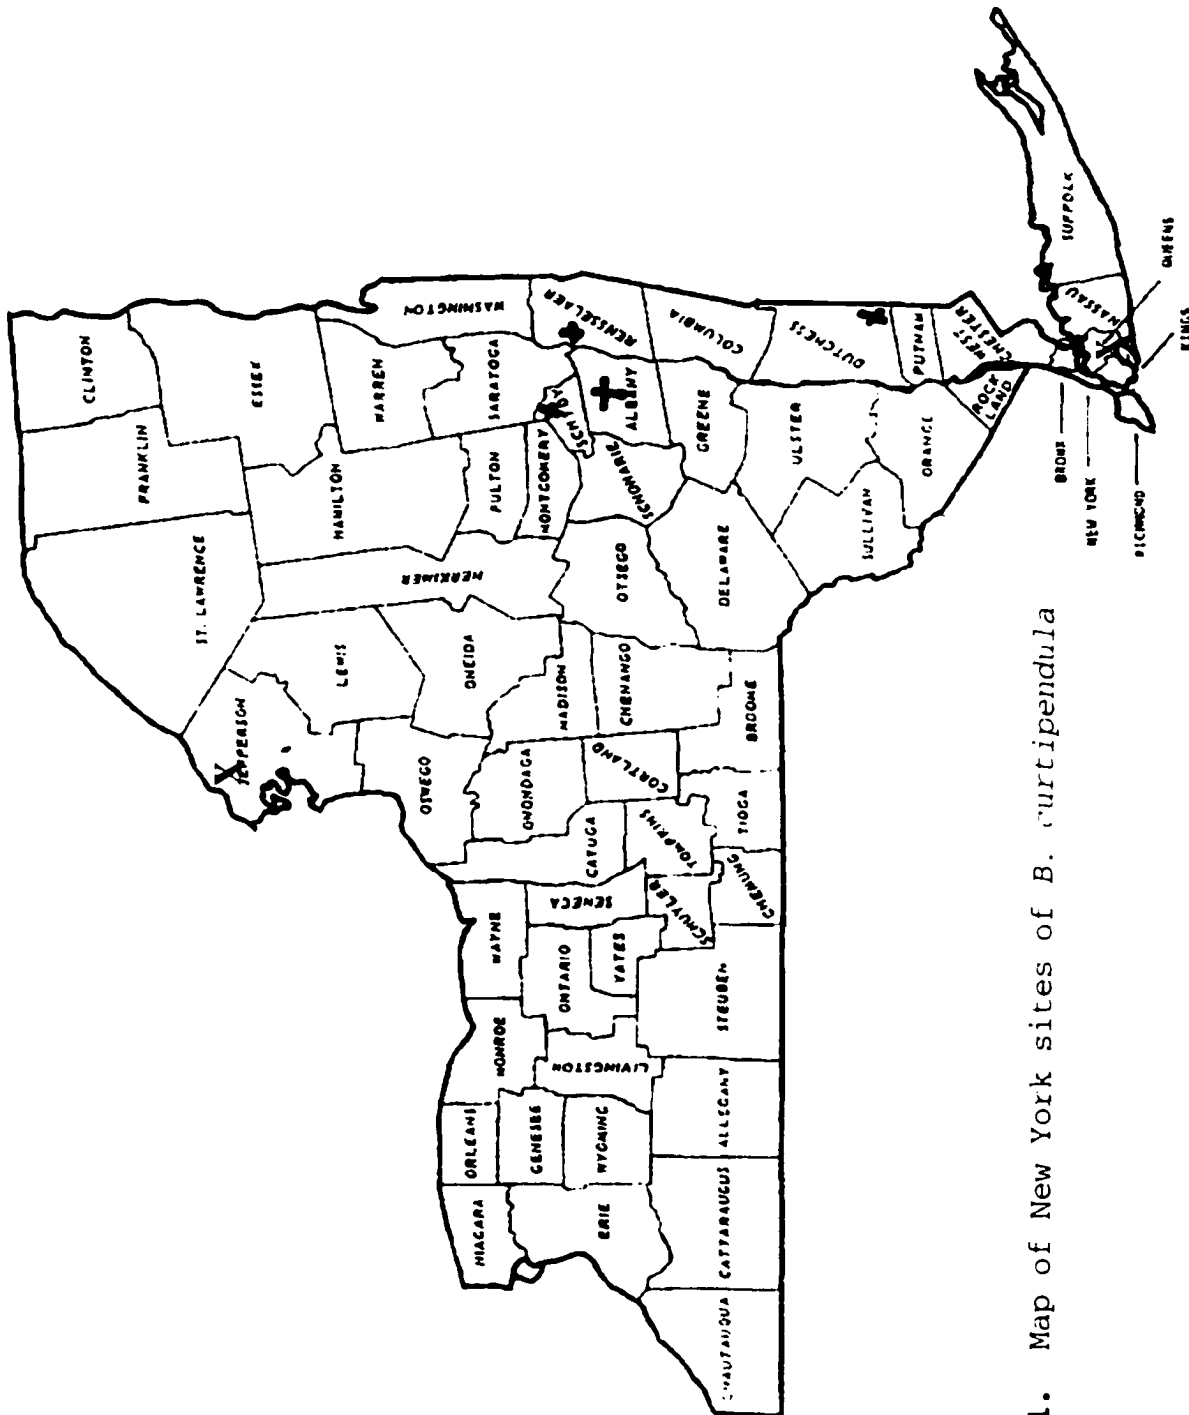 CLINTON
FRANKLIN
ST. LAWRENCE
ESSEX
HAMILTON
WARREN
WASHINGTON
JEFFERSON
X
LEWIS
HERKIMER
ONEIDA
OSWEGO
FULTON
SARATOGA
MONTGOMERY
SCH'DY
RENSSELAER
ALBANY
SCHOHARIE
OTSEGO
MADISON
CHENANGO
ONONDAGA
CORTLAND
CAYUGA
TOMPKINS
SENECA
WAYNE
ONTARIO
YATES
SCHUYLER
CHEMUNG
TIOGA
BROOME
DELAWARE
GREENE
COLUMBIA
ULSTER
DUTCHESS
SULLIVAN
ORANGE
PUTNAM
WEST
CHESTER
ROCK
LAND
MONROE
LIVINGSTON
STEUBEN
ORLEANS
GENESEE
WYOMING
ALLEGANY
NIAGARA
ERIE
CATTARAUGUS
CHAUTAUQUA
SUFFOLK
NASSAU
X
QUEENS
KINGS
BRONX
NEW YORK
RICHMOND
1. Map of New York sites of B. curtipendula